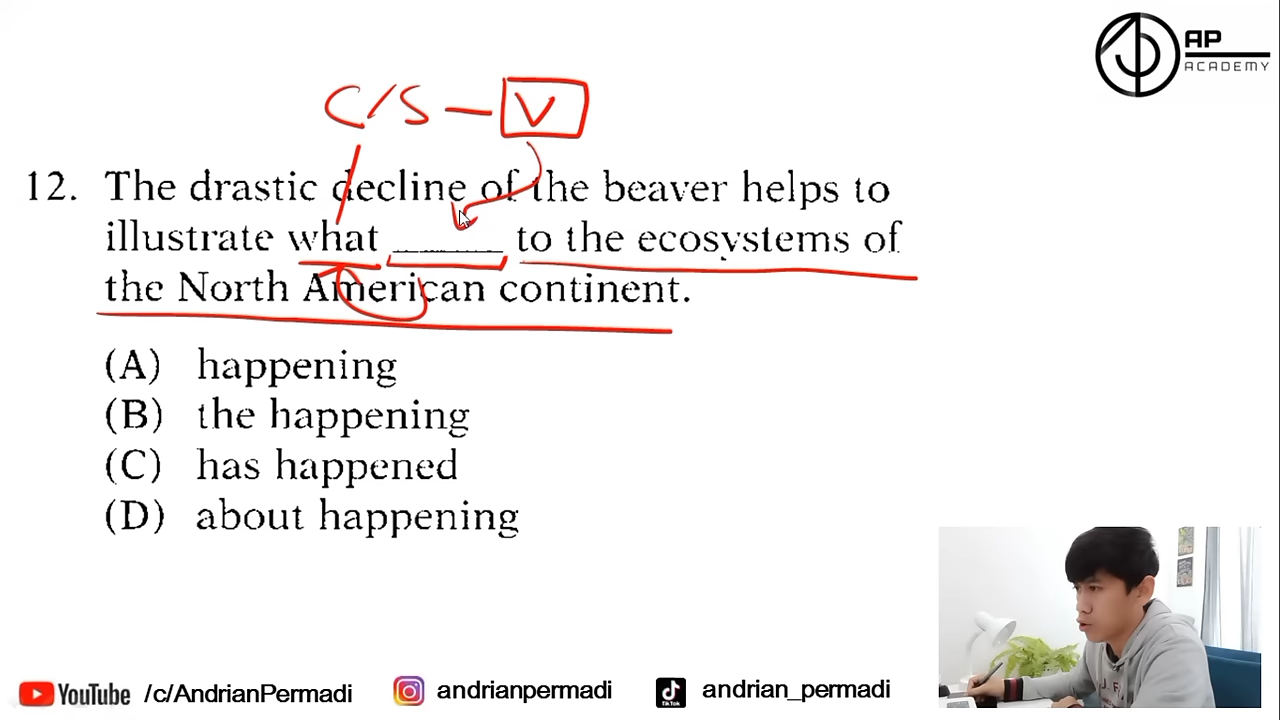 AP
ACADEMY
C/S — V
12. The drastic decline of the beaver helps to
illustrate what ______ to the ecosystems of
the North American continent.
(A) happening
(B) the happening
(C) has happened
(D) about happening
YouTube /c/AndrianPermadi
andrianpermadi
TikTok
andrian_permadi